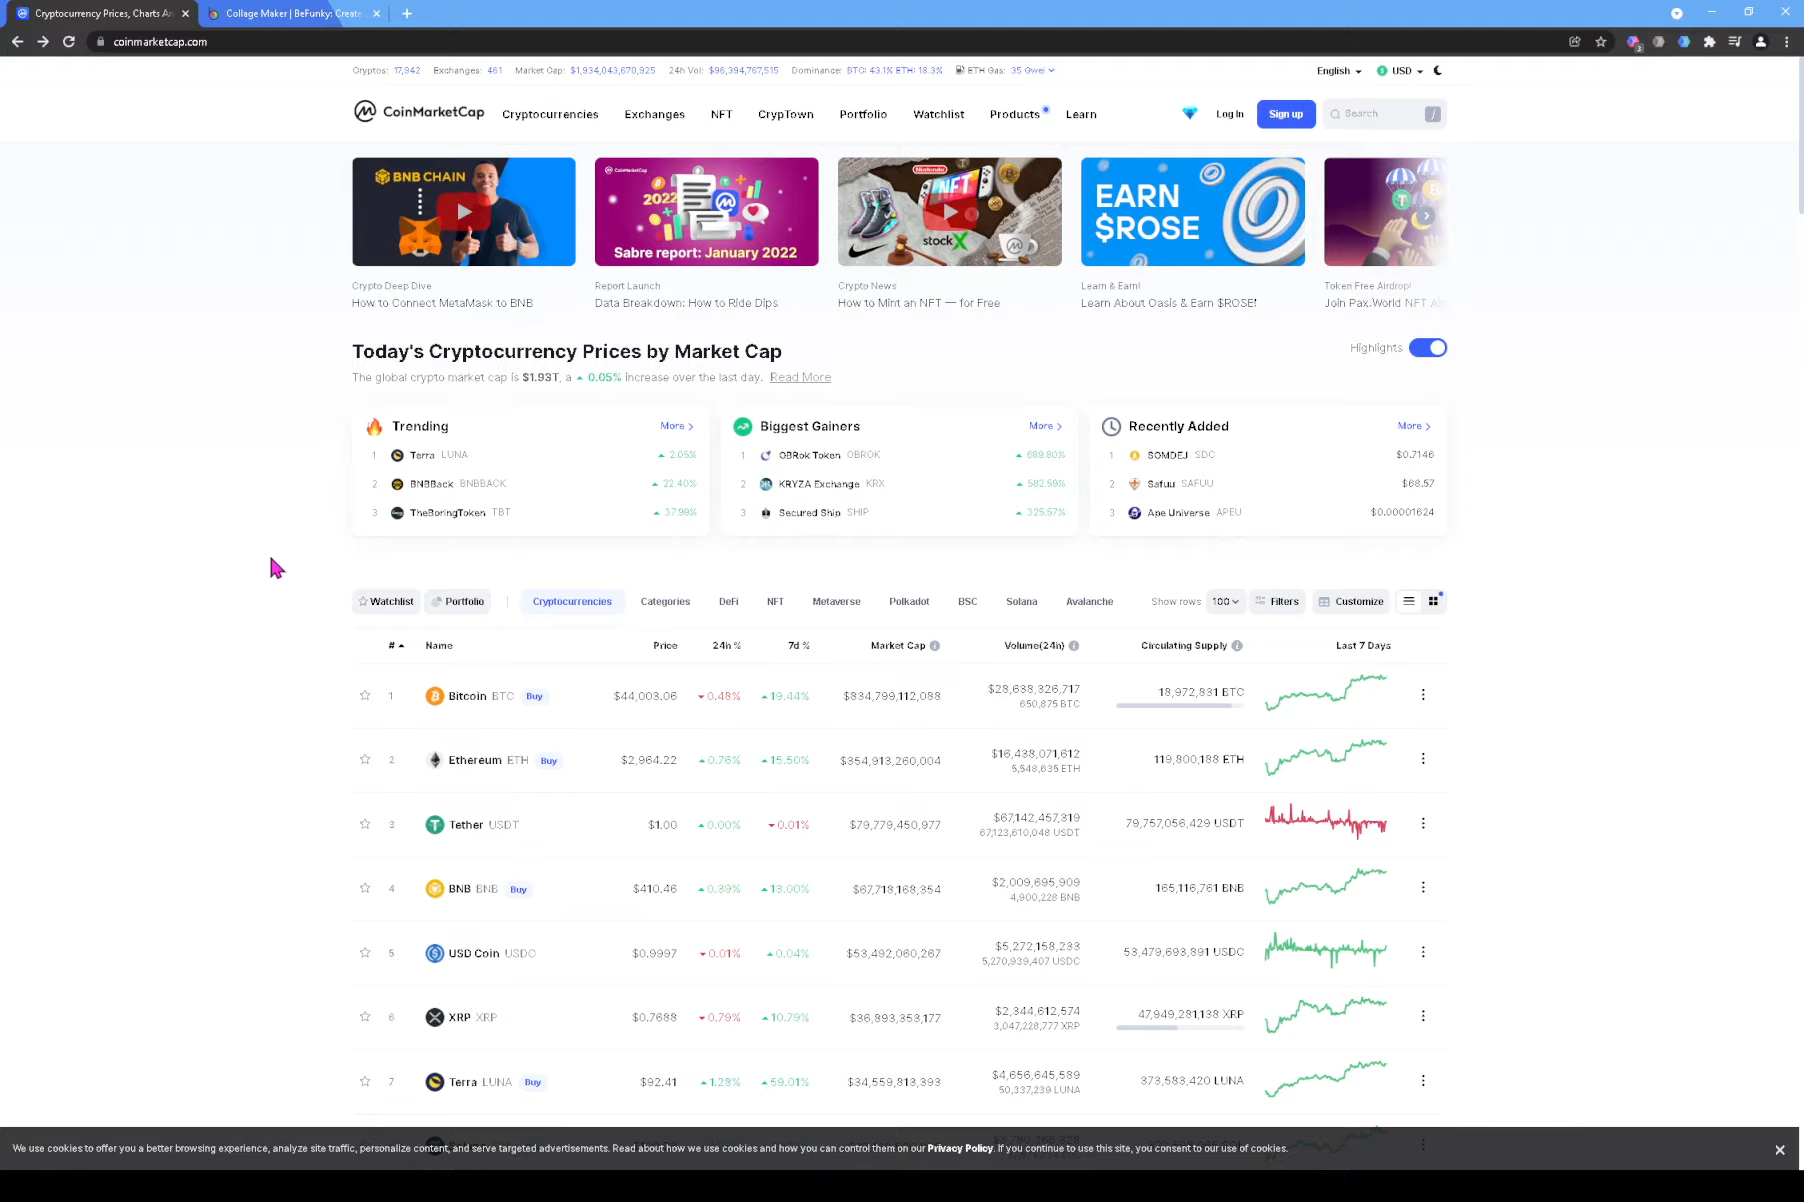 Cryptocurrency Prices, Charts An
Collage Maker | BeFunky: Create
coinmarketcap.com
3
Cryptos: 17,942 Exchanges: 461 Market Cap: $1,934,043,670,925 24h Vol: $96,394,767,515 Dominance: BTC: 43.1% ETH: 18.3% ETH Gas: 35 Gwei
English USD
CoinMarketCap Cryptocurrencies Exchanges NFT CrypTown Portfolio Watchlist Products Learn Log In Sign up Search /
BNB CHAIN
CoinMarketCap
2022
Sabre report: January 2022
Nintendo
NFT
stockX
EARN
$ROSE
Crypto Deep Dive
How to Connect MetaMask to BNB
Report Launch
Data Breakdown: How to Ride Dips
Crypto News
How to Mint an NFT — for Free
Learn & Earn!
Learn About Oasis & Earn $ROSE!
Token Free Airdrop!
Join Pax.World NFT Ai
Today's Cryptocurrency Prices by Market Cap
Highlights
The global crypto market cap is $1.93T, a 0.05% increase over the last day. Read More
Trending More
1 Terra LUNA 2.05%
2 BNBBack BNBBACK 22.40%
3 TheBoringToken TBT 37.99%
Biggest Gainers More
1 OBRok Token OBROK 689.80%
2 KRYZA Exchange KRX 582.59%
3 Secured Ship SHIP 325.57%
Recently Added More
1 SOMDEJ SDC $0.7146
2 Safuu SAFUU $68.57
3 Ape Universe APEU $0.00001624
Watchlist Portfolio Cryptocurrencies Categories DeFi NFT Metaverse Polkadot BSC Solana Avalanche Show rows 100 Filters Customize
# Name Price 24h % 7d % Market Cap Volume(24h) Circulating Supply Last 7 Days
1 Bitcoin BTC Buy $44,003.06 0.48% 19.44% $834,799,112,088 $28,638,326,717 18,972,831 BTC
650,875 BTC
2 Ethereum ETH Buy $2,964.22 0.76% 15.50% $354,913,260,004 $16,438,071,612 119,800,188 ETH
5,548,635 ETH
3 Tether USDT $1.00 0.00% 0.01% $79,779,450,977 $67,142,457,319 79,757,056,429 USDT
67,123,610,048 USDT
4 BNB BNB Buy $410.46 0.39% 13.00% $67,718,168,354 $2,009,695,909 165,116,761 BNB
4,900,228 BNB
5 USD Coin USDC $0.9997 0.01% 0.04% $53,492,060,267 $5,272,158,233 53,479,693,891 USDC
5,270,939,407 USDC
6 XRP XRP $0.7688 0.79% 10.79% $36,893,353,177 $2,344,612,574 47,949,281,138 XRP
3,047,228,777 XRP
7 Terra LUNA Buy $92.41 1.28% 59.01% $34,559,813,393 $4,656,645,589 373,583,420 LUNA
50,337,239 LUNA
We use cookies to offer you a better browsing experience, analyze site traffic, personalize content, and serve targeted advertisements. Read about how we use cookies and how you can control them on our Privacy Policy. If you continue to use this site, you consent to our use of cookies.